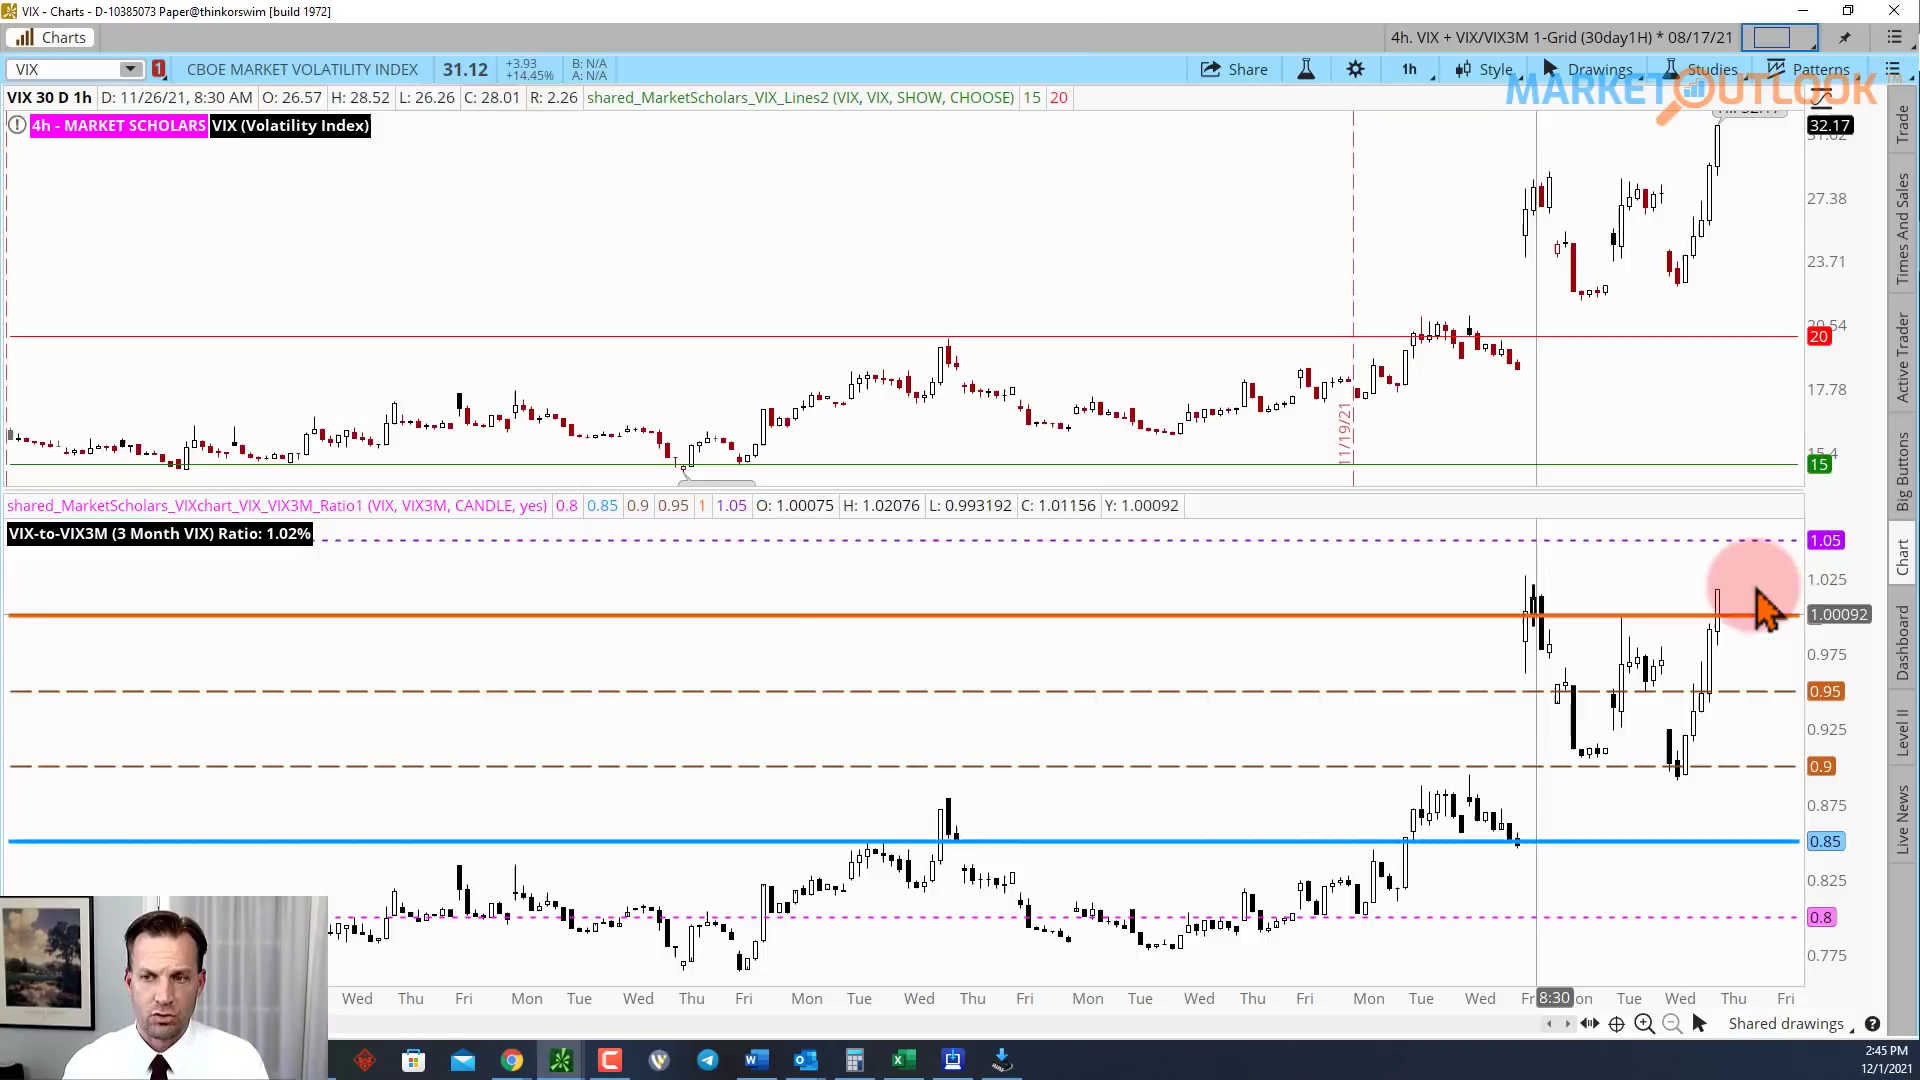 VIX - Charts - D-10385073 Paper@thinkorswim [build 1972]
Charts
4h. VIX + VIX/VIX3M 1-Grid (30day1H) * 08/17/21
VIX
1
CBOE MARKET VOLATILITY INDEX
31.12
+3.93
+14.45%
B: N/A
A: N/A
Share
1h
Style
Drawings
Studies
Patterns
MARKET OUTLOOK
VIX 30 D 1h
D: 11/26/21, 8:30 AM
O: 26.57
H: 28.52
L: 26.26
C: 28.01
R: 2.26
shared_MarketScholars_VIX_Lines2 (VIX, VIX, SHOW, CHOOSE)
15
20
4h - MARKET SCHOLARS
VIX (Volatility Index)
32.17
27.38
23.71
20.54
20
17.78
15.4
15
11/19/21
shared_MarketScholars_VIXchart_VIX_VIX3M_Ratio1 (VIX, VIX3M, CANDLE, yes)
0.8
0.85
0.9
0.95
1
1.05
O: 1.00075
H: 1.02076
L: 0.993192
C: 1.01156
Y: 1.00092
VIX-to-VIX3M (3 Month VIX) Ratio: 1.02%
1.05
1.025
1.00092
0.975
0.95
0.925
0.9
0.875
0.85
0.825
0.8
0.775
Wed
Thu
Fri
Mon
Tue
Wed
Thu
Fri
Mon
Tue
Wed
Thu
Fri
Mon
Tue
Wed
Thu
Fri
Mon
Tue
Wed
8:30
Tue
Wed
Thu
Fri
Shared drawings
Trade
Times And Sales
Active Trader
Big Buttons
Chart
Dashboard
Level II
Live News
2:45 PM
12/1/2021